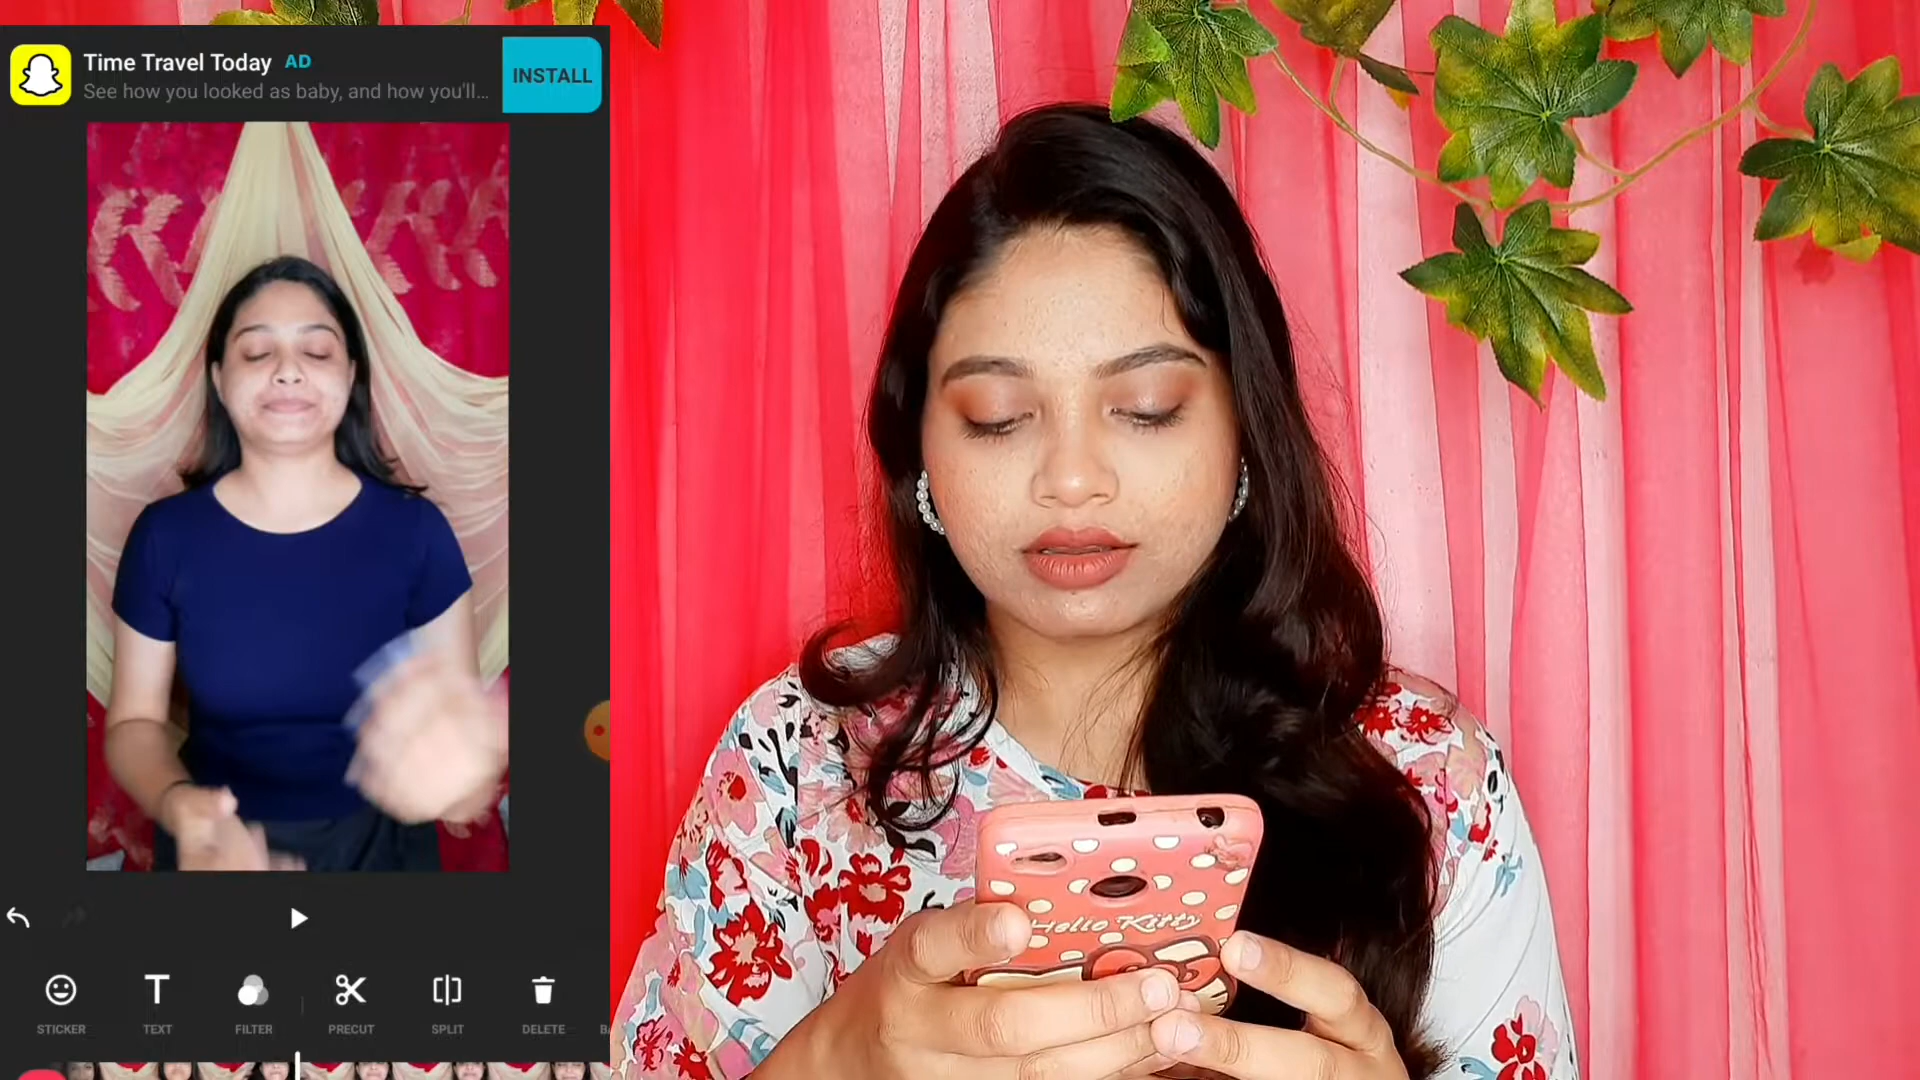 Time Travel Today AD
See how you looked as baby, and how you'll...
INSTALL
STICKER TEXT FILTER PRECUT SPLIT DELETE
Hello Kitty